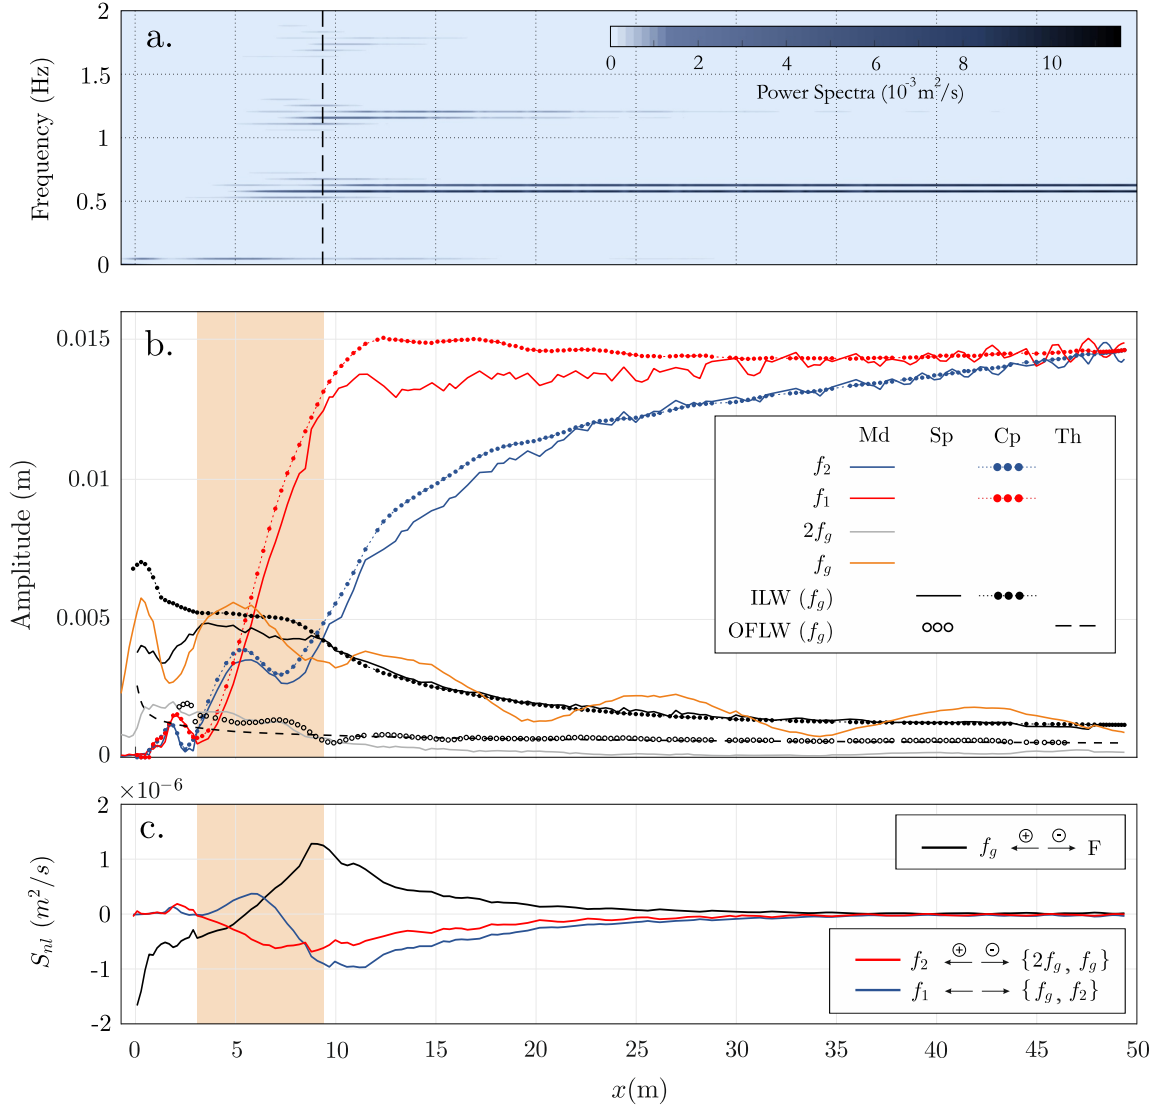 a.
2
1.5
1
0.5
0
Frequency (Hz)
0 2 4 6 8 10
Power Spectra (10⁻³m²/s)
b.
0.015
0.01
0.005
0
Amplitude (m)
Md Sp Cp Th
f₂
f₁
2f_g
f_g
ILW (f_g)
OFLW (f_g)
×10⁻⁶
c.
2
1
0
-1
-2
S_nl (m²/s)
f_g ⊕ ⊖ F
f₂ ⊕ ⊖ {2f_g, f_g}
f₁ {f_g, f₂}
0 5 10 15 20 25 30 35 40 45 50
x(m)